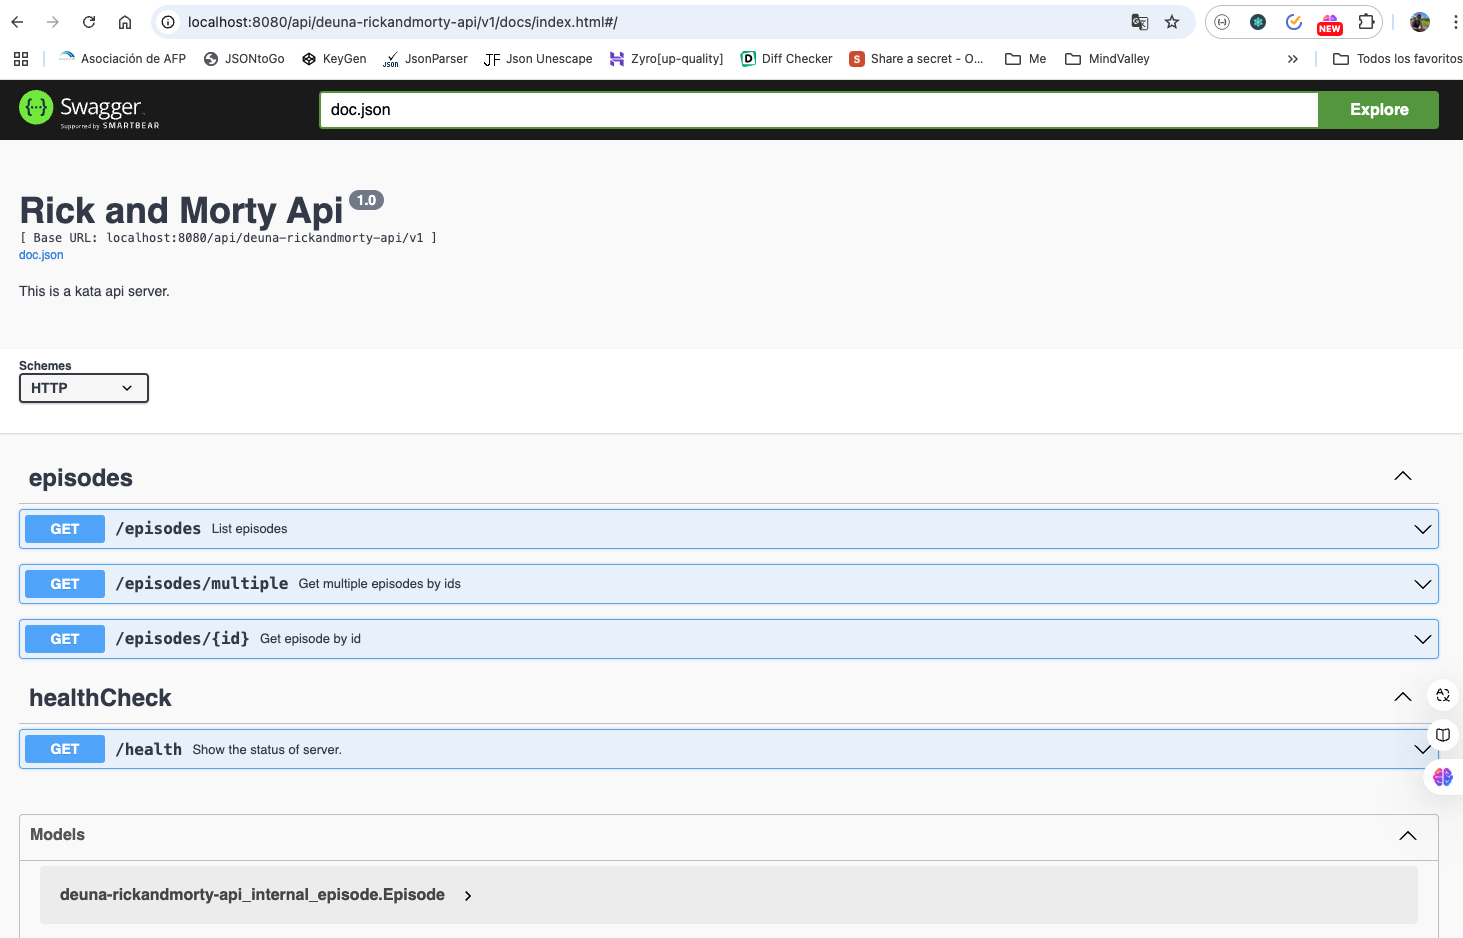 localhost:8080/api/deuna-rickandmorty-api/v1/docs/index.html#/
NEW
Asociación de AFP
JSONtoGo
KeyGen
JSON
JsonParser
JF
Json Unescape
Zyro[up-quality]
D
Diff Checker
S
Share a secret - O...
Me
MindValley
Todos los favoritos
{···}
Swagger
Supported by SMARTBEAR
doc.json
Explore
Rick and Morty Api 1.0
[ Base URL: localhost:8080/api/deuna-rickandmorty-api/v1 ]
doc.json
This is a kata api server.
Schemes
HTTP
episodes
GET /episodes List episodes
GET /episodes/multiple Get multiple episodes by ids
GET /episodes/{id} Get episode by id
healthCheck
GET /health Show the status of server.
Models
deuna-rickandmorty-api_internal_episode.Episode